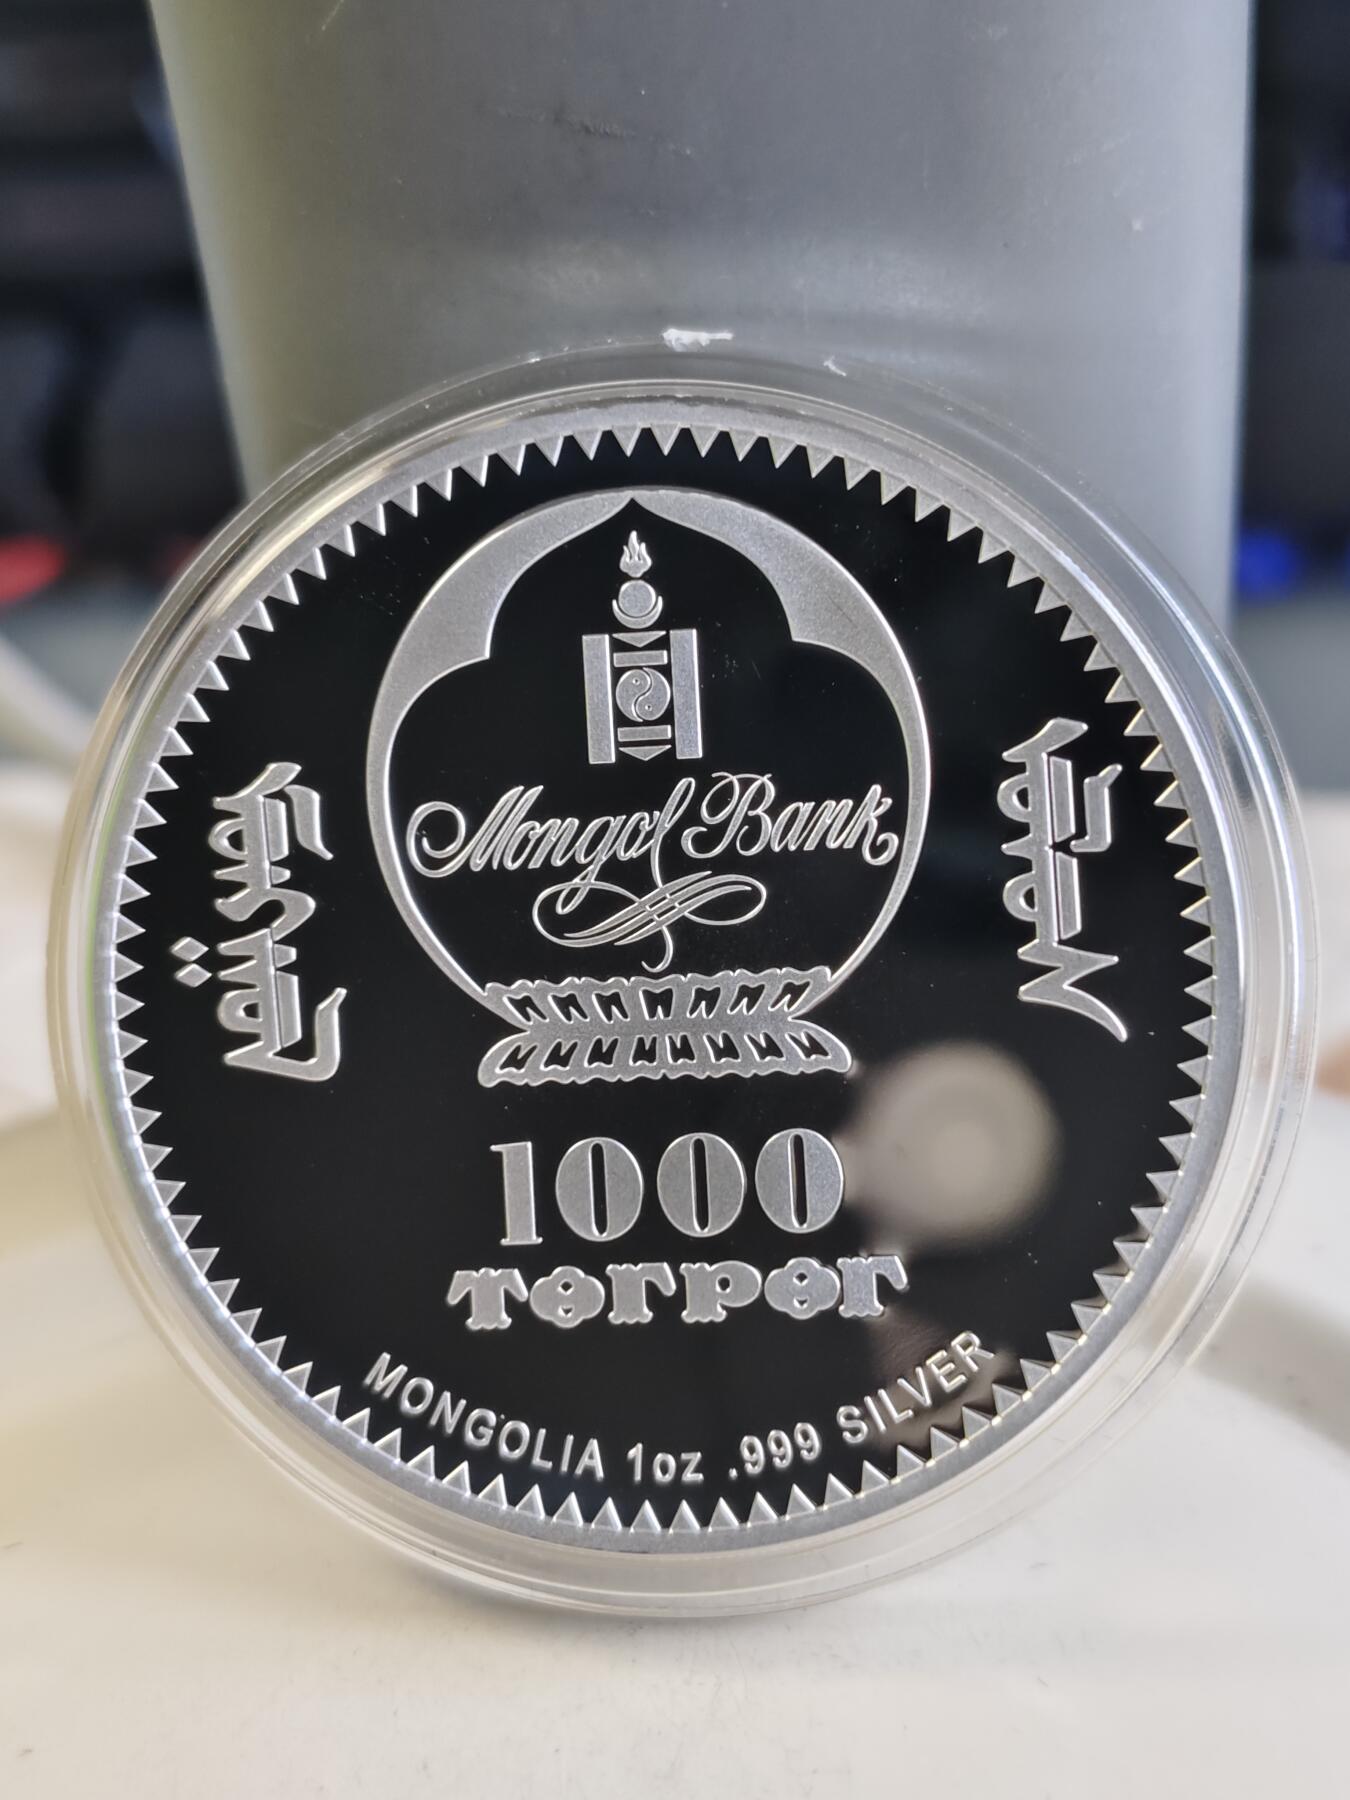 Mongol Bank
1000
төгрөг
MONGOLIA 1oz .999 SILVER